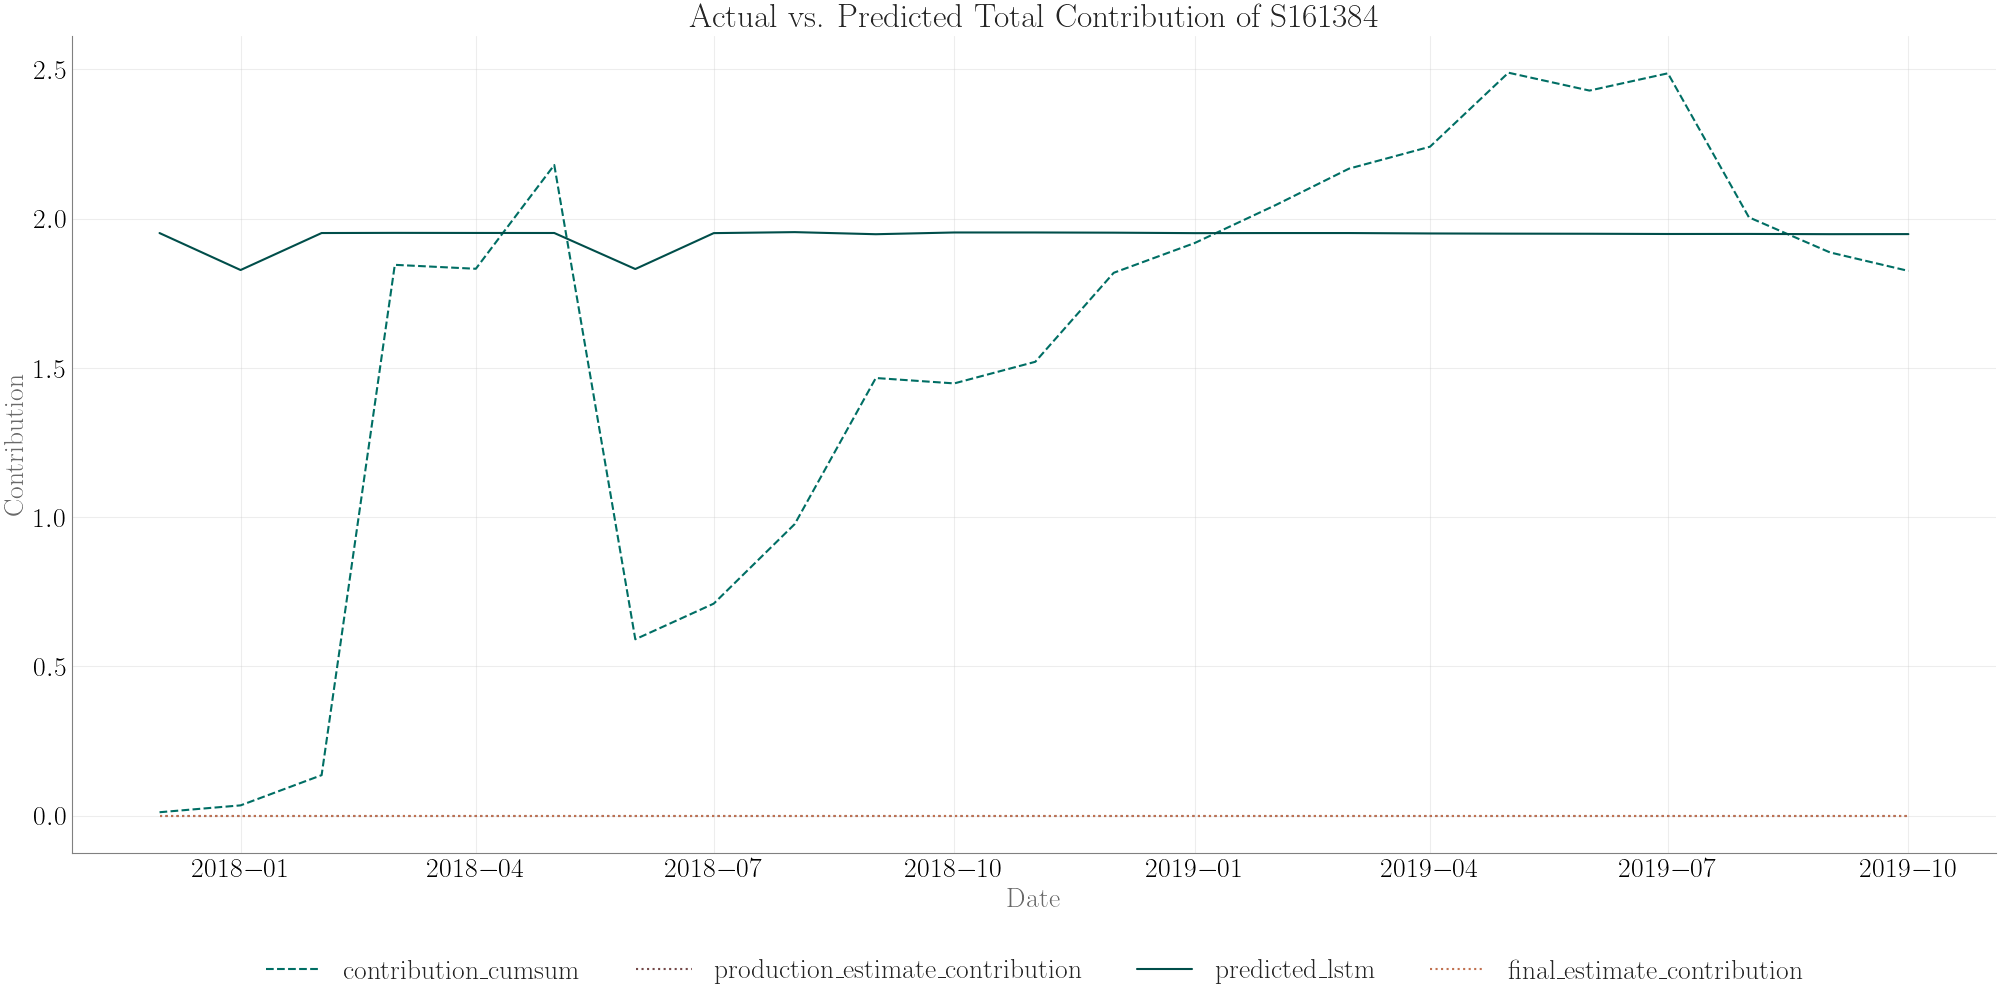 Actual vs. Predicted Total Contribution of S161384
2.5
2.0
1.5
1.0
0.5
0.0
Contribution
2018–01 2018–04 2018–07 2018–10 2019–01 2019–04 2019–07 2019–10
Date
contribution_cumsum production_estimate_contribution predicted_lstm final_estimate_contribution